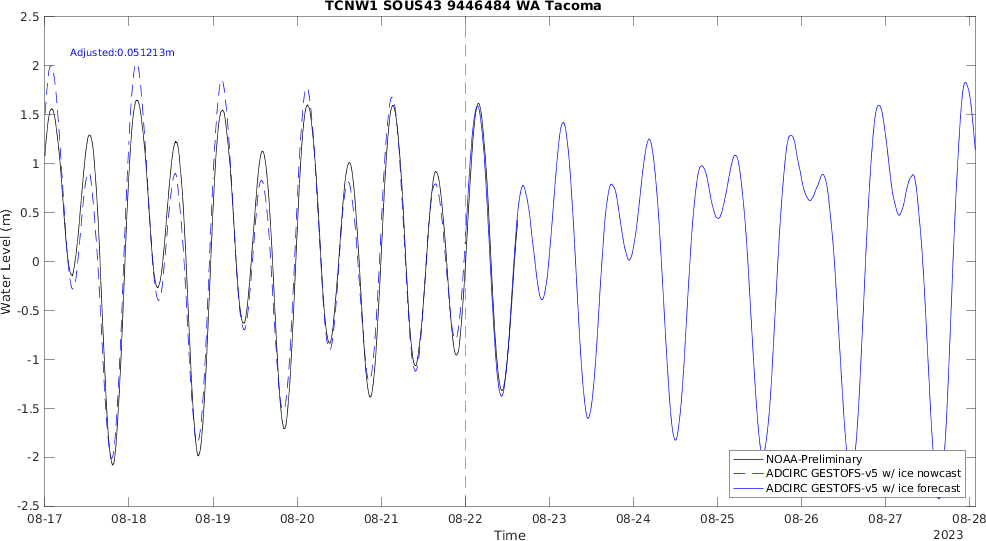 TCNW1 SOUS43 9446484 WA Tacoma
2.5
2
1.5
1
0.5
0
-0.5
-1
-1.5
-2
-2.5
Water Level (m)
Adjusted:0.051213m
NOAA-Preliminary
ADCIRC GESTOFS-v5 w/ ice nowcast
ADCIRC GESTOFS-v5 w/ ice forecast
08-17 08-18 08-19 08-20 08-21 08-22 08-23 08-24 08-25 08-26 08-27 08-28
Time
2023